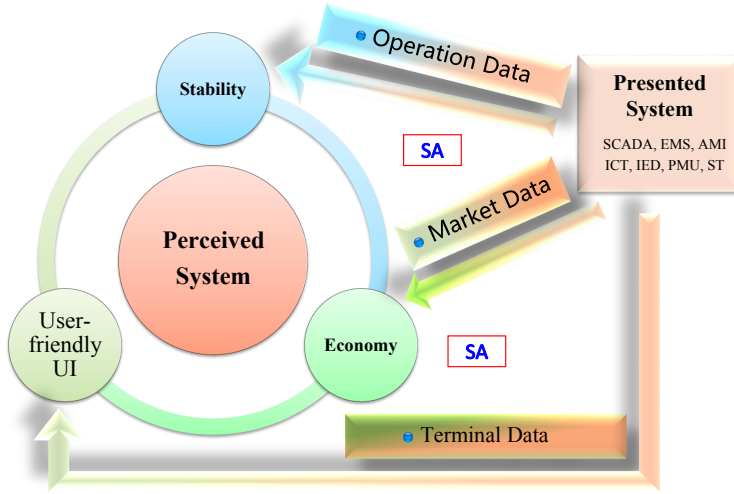 Operation Data
Stability
Presented
System
SCADA, EMS, AMI
ICT, IED, PMU, ST
SA
Market Data
Perceived
System
User-
friendly
UI
Economy
SA
Terminal Data